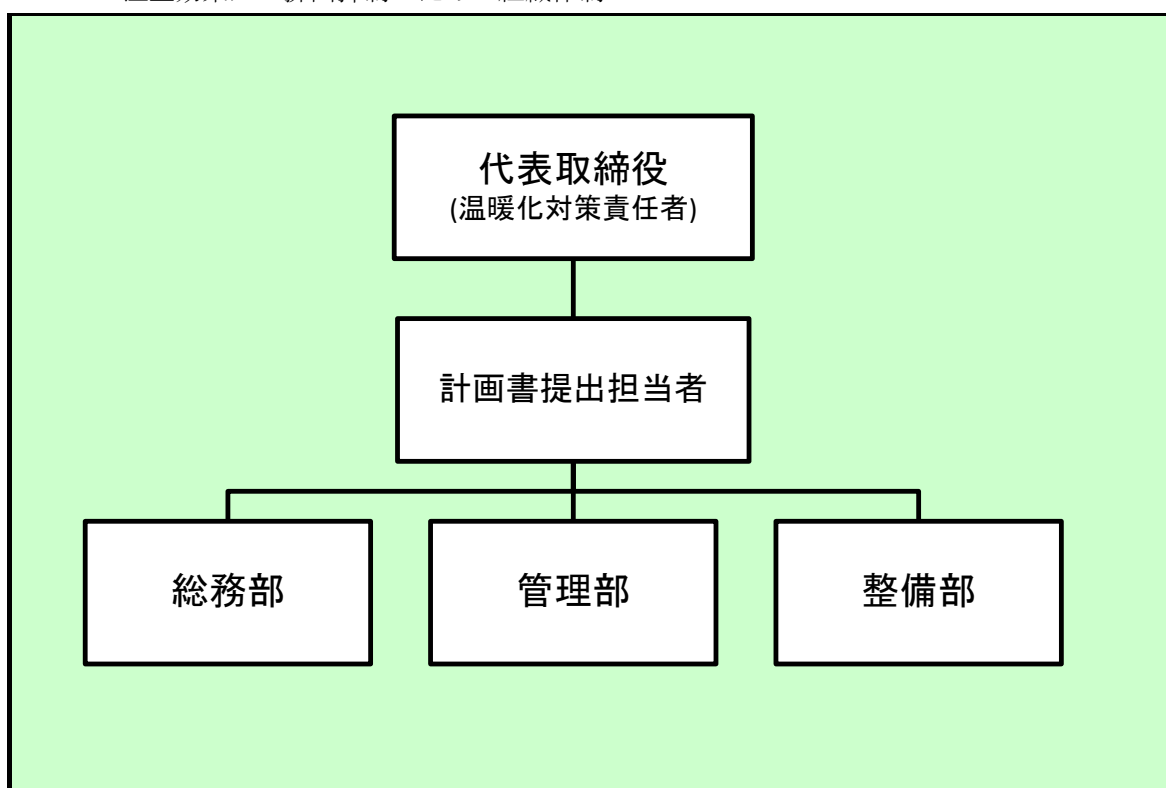 代表取締役
(温暖化対策責任者)
計画書提出担当者
総務部
管理部
整備部